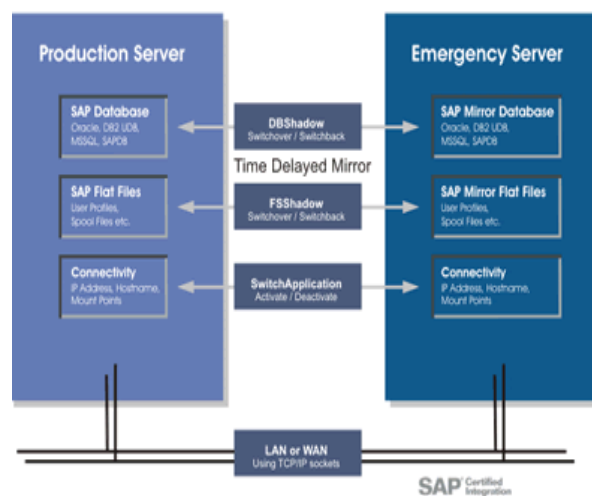 Production Server
Emergency Server
SAP Database
Oracle, DB2 UDB,
MSSQL, SAPDB
DBShadow
Switchover / Switchback
SAP Mirror Database
Oracle, DB2 UDB,
MSSQL, SAPDB
Time Delayed Mirror
SAP Flat Files
User Profiles,
Spool Files etc.
FSShadow
Switchover / Switchback
SAP Mirror Flat Files
User Profiles,
Spool Files etc.
Connectivity
IP Address, Hostname,
Mount Points
SwitchApplication
Activate / Deactivate
Connectivity
IP Address, Hostname,
Mount Points
LAN or WAN
Using TCP/IP sockets
SAP® Certified
Integration